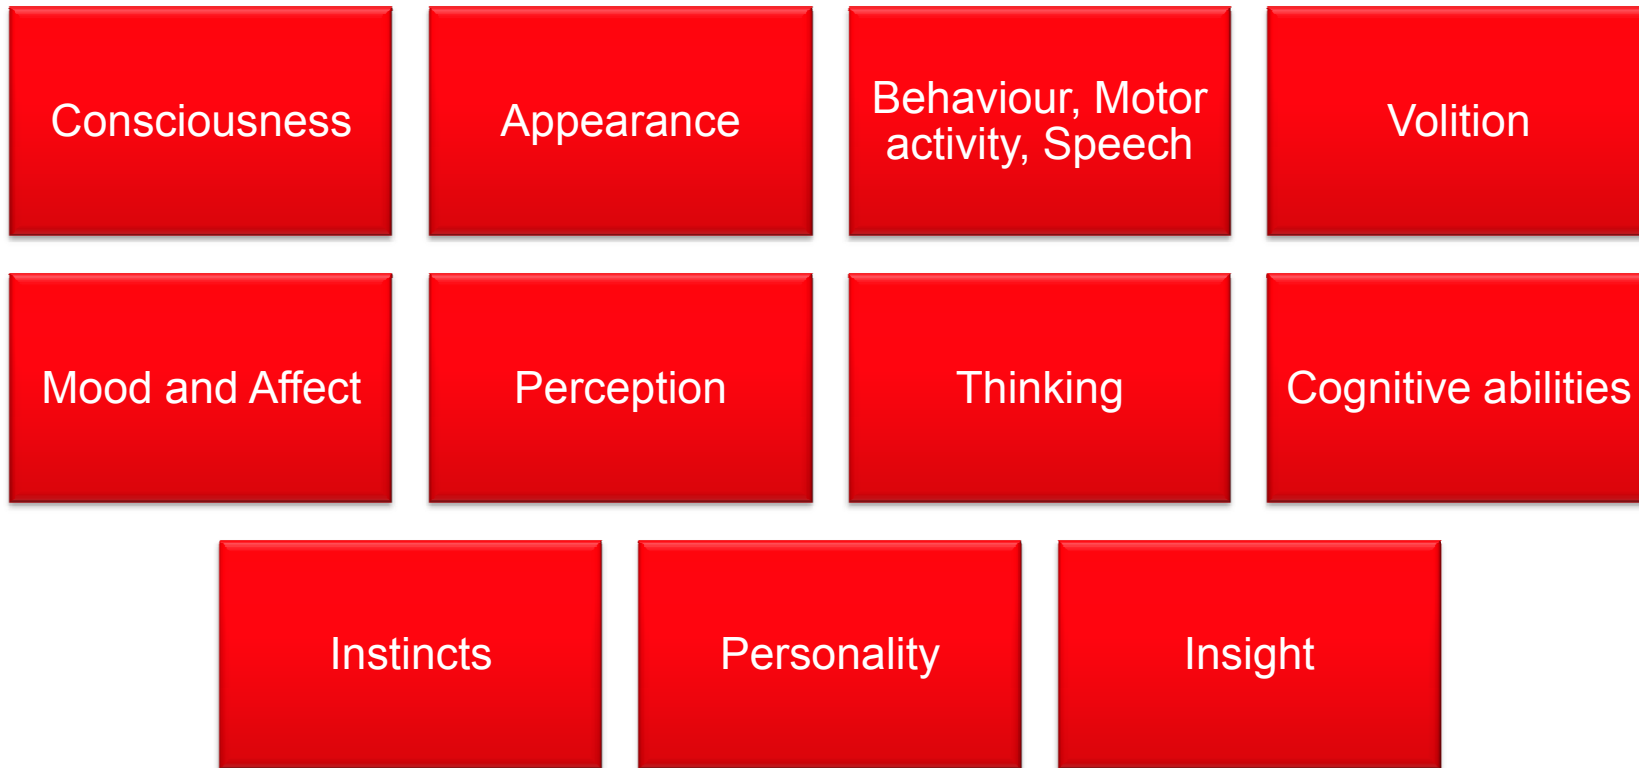 Consciousness
Appearance
Behaviour, Motor
activity, Speech
Volition
Mood and Affect
Perception
Thinking
Cognitive abilities
Instincts
Personality
Insight